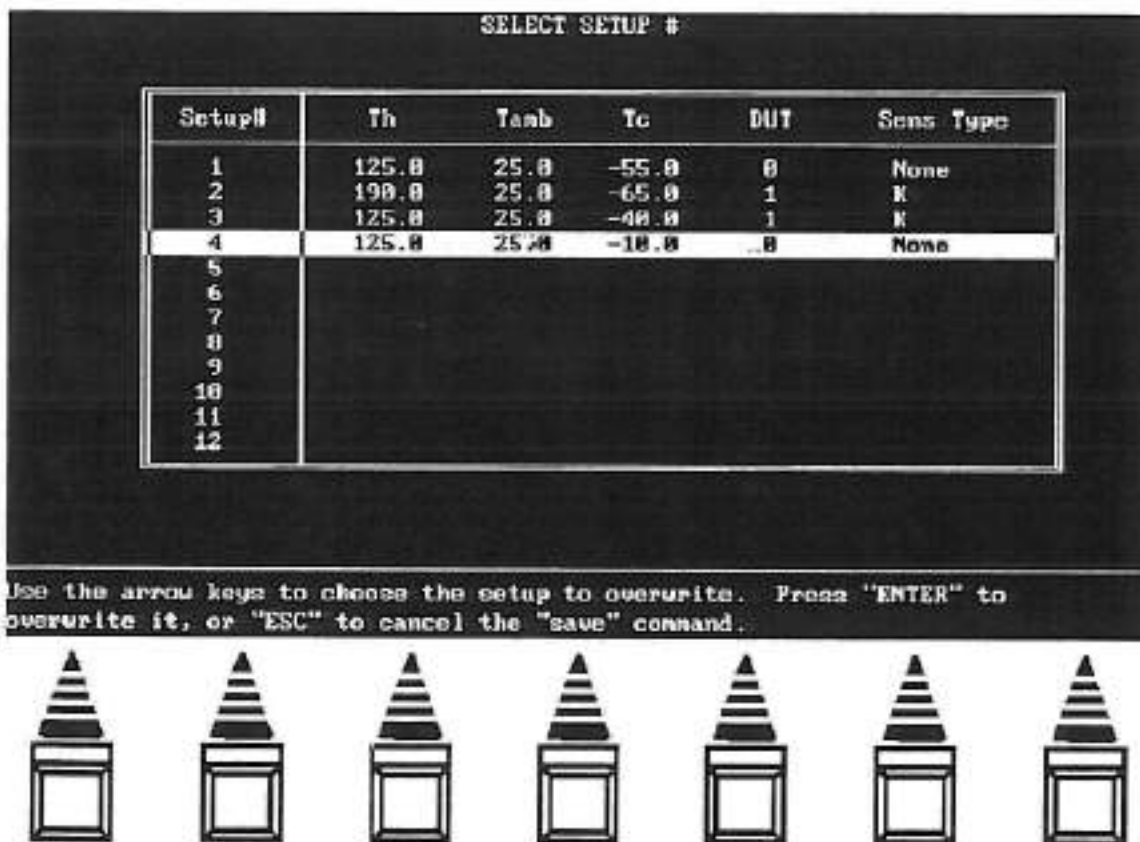 SELECT SETUP #
Setup# Th Tamb Tc DUT Sens Type
1 125.0 25.0 -55.0 0 None
2 190.0 25.0 -65.0 1 K
3 125.0 25.0 -40.0 1 K
4 125.0 25.0 -10.0 0 None
5
6
7
8
9
10
11
12
Use the arrow keys to choose the setup to overwrite. Press "ENTER" to
overwrite it, or "ESC" to cancel the "save" command.